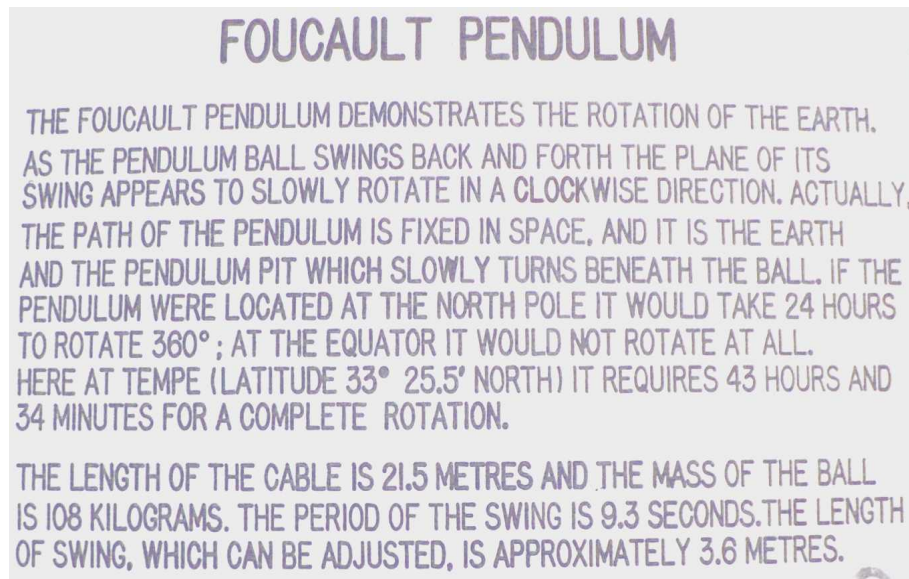 FOUCAULT PENDULUM
THE FOUCAULT PENDULUM DEMONSTRATES THE ROTATION OF THE EARTH.
AS THE PENDULUM BALL SWINGS BACK AND FORTH THE PLANE OF ITS
SWING APPEARS TO SLOWLY ROTATE IN A CLOCKWISE DIRECTION. ACTUALLY,
THE PATH OF THE PENDULUM IS FIXED IN SPACE, AND IT IS THE EARTH
AND THE PENDULUM PIT WHICH SLOWLY TURNS BENEATH THE BALL. IF THE
PENDULUM WERE LOCATED AT THE NORTH POLE IT WOULD TAKE 24 HOURS
TO ROTATE 360°; AT THE EQUATOR IT WOULD NOT ROTATE AT ALL.
HERE AT TEMPE (LATITUDE 33° 25.5' NORTH) IT REQUIRES 43 HOURS AND
34 MINUTES FOR A COMPLETE ROTATION.
THE LENGTH OF THE CABLE IS 21.5 METRES AND THE MASS OF THE BALL
IS 108 KILOGRAMS. THE PERIOD OF THE SWING IS 9.3 SECONDS. THE LENGTH
OF SWING, WHICH CAN BE ADJUSTED, IS APPROXIMATELY 3.6 METRES.